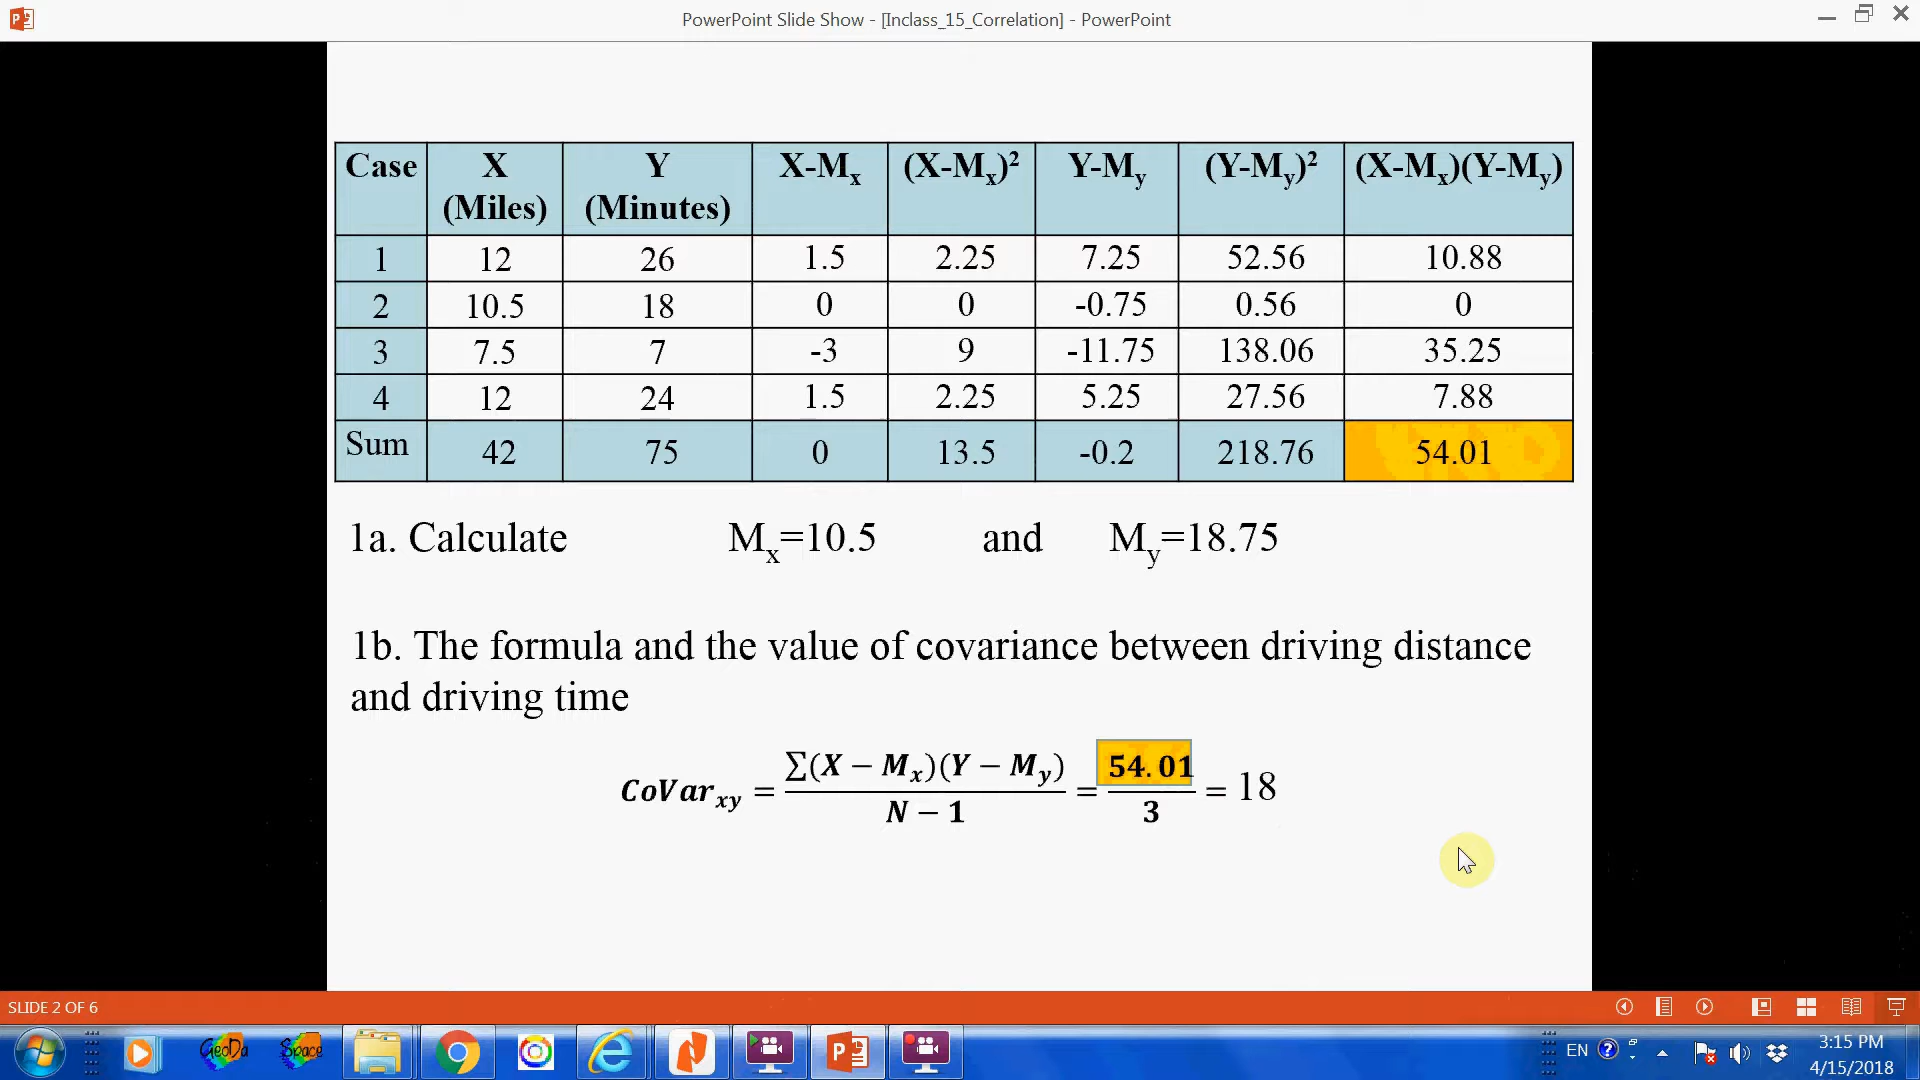 PowerPoint Slide Show - [Inclass_15_Correlation] - PowerPoint
Case X (Miles) Y (Minutes) X-Mx (X-Mx)² Y-My (Y-My)² (X-Mx)(Y-My)
1 12 26 1.5 2.25 7.25 52.56 10.88
2 10.5 18 0 0 -0.75 0.56 0
3 7.5 7 -3 9 -11.75 138.06 35.25
4 12 24 1.5 2.25 5.25 27.56 7.88
Sum 42 75 0 13.5 -0.2 218.76 54.01
1a. Calculate Mx=10.5 and My=18.75
1b. The formula and the value of covariance between driving distance
and driving time
CoVarxy = ∑(X − Mx)(Y − My) / N − 1 = 54.01 / 3 = 18
SLIDE 2 OF 6
GeoDa Space EN 3:15 PM
4/15/2018